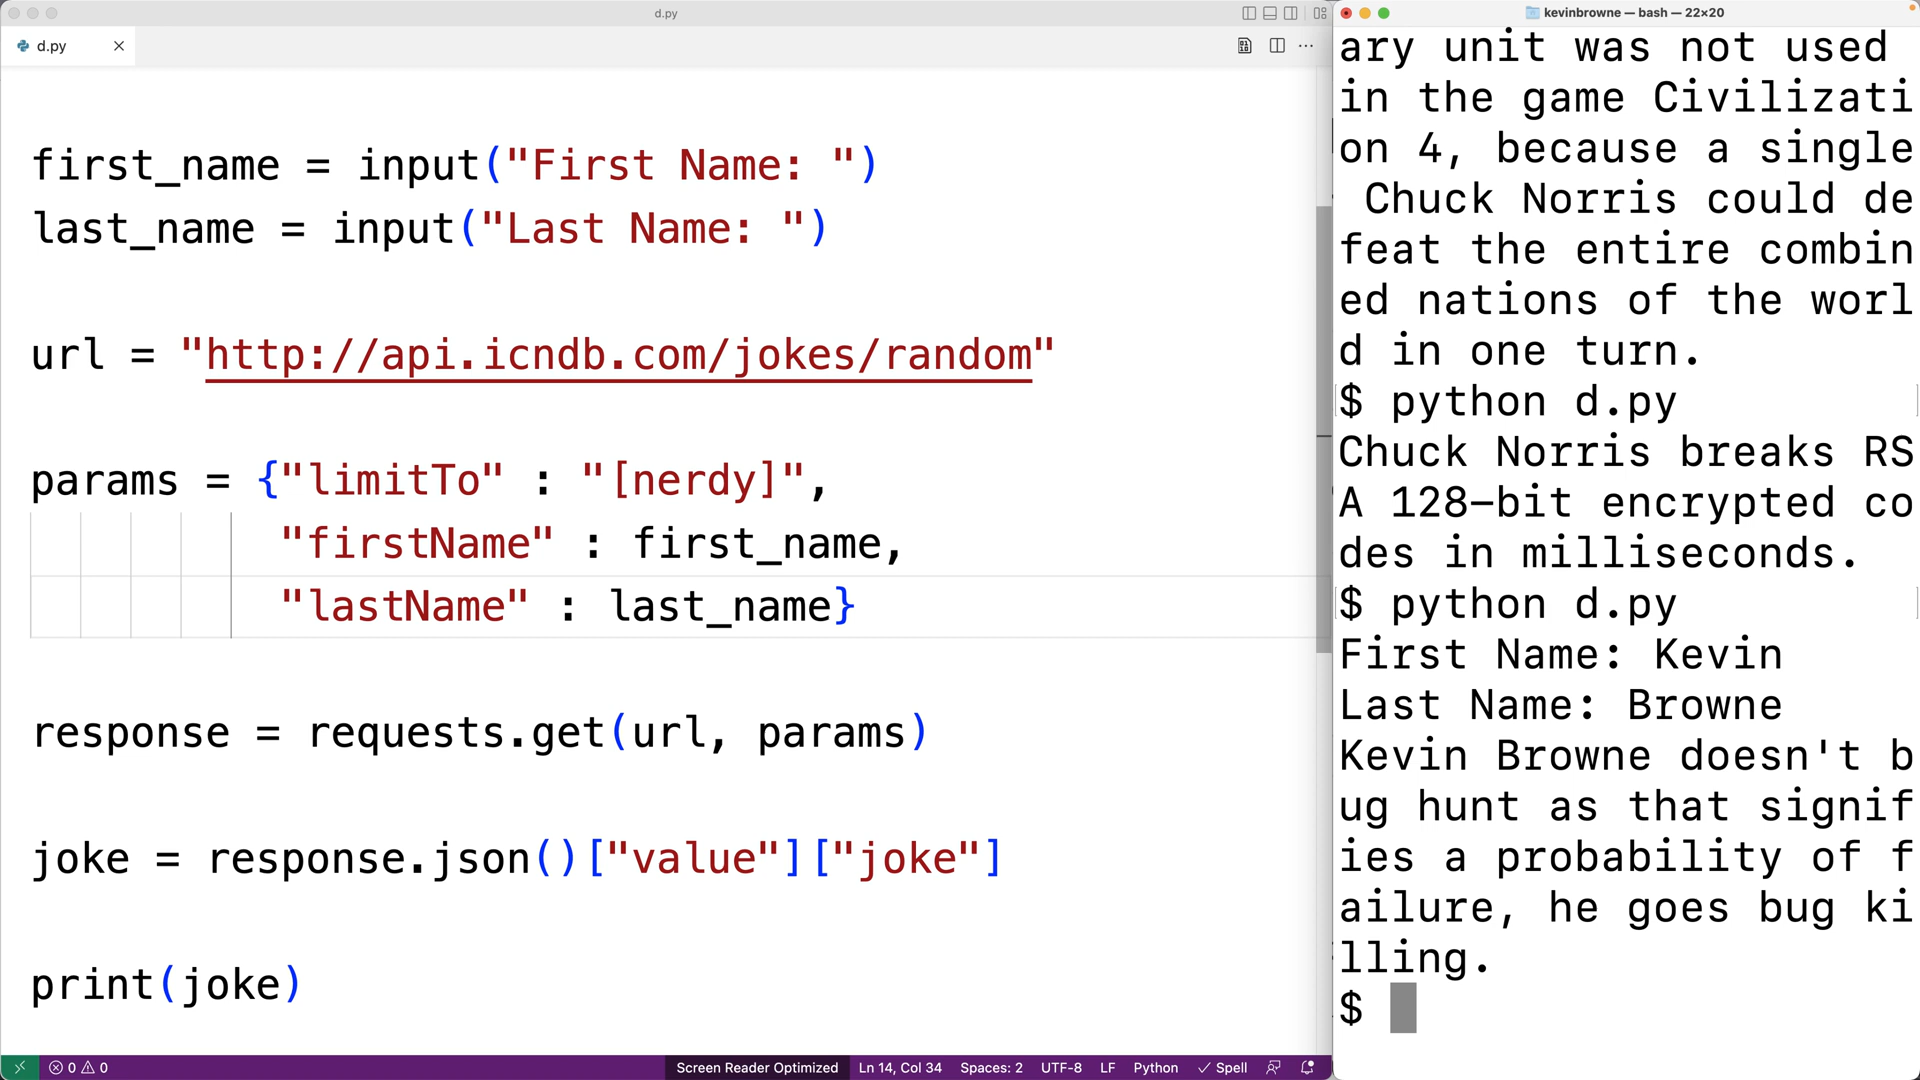 d.py
d.py
first_name = input("First Name: ")
last_name = input("Last Name: ")
url = "http://api.icndb.com/jokes/random"
params = {"limitTo" : "[nerdy]",
"firstName" : first_name,
"lastName" : last_name}
response = requests.get(url, params)
joke = response.json()["value"]["joke"]
print(joke)
0 0
Screen Reader Optimized
Ln 14, Col 34
Spaces: 2
UTF-8
LF
Python
Spell
kevinbrowne — bash — 22×20
ary unit was not used
in the game Civilizati
on 4, because a single
Chuck Norris could de
feat the entire combin
ed nations of the worl
d in one turn.
$ python d.py
Chuck Norris breaks RS
A 128-bit encrypted co
des in milliseconds.
$ python d.py
First Name: Kevin
Last Name: Browne
Kevin Browne doesn't b
ug hunt as that signif
ies a probability of f
ailure, he goes bug ki
lling.
$